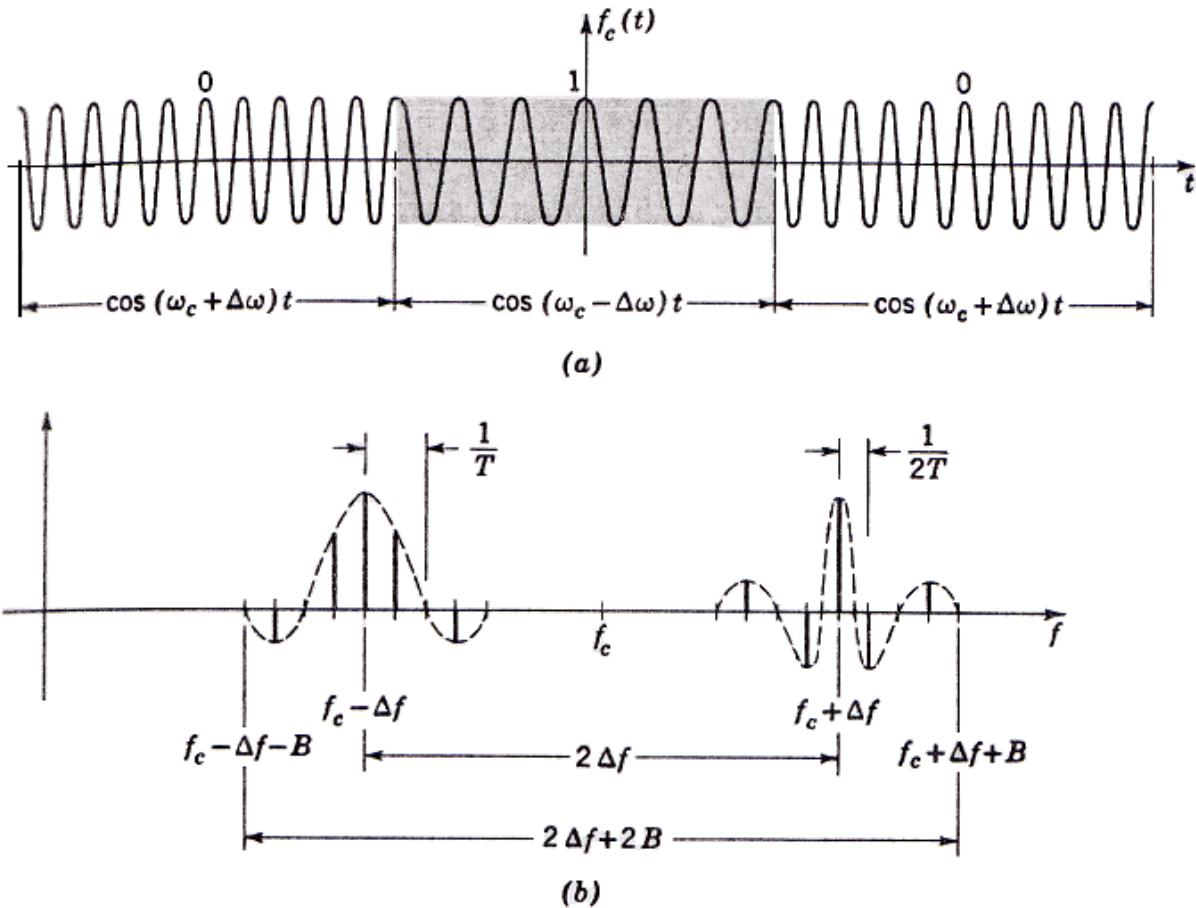 f_c (t)
0 1 0
t
cos (ω_c + Δω) t cos (ω_c − Δω) t cos (ω_c + Δω) t
(a)
1/T 1/2T
f_c f
f_c − Δf f_c + Δf
f_c − Δf − B f_c + Δf + B
2 Δf
2 Δf + 2 B
(b)